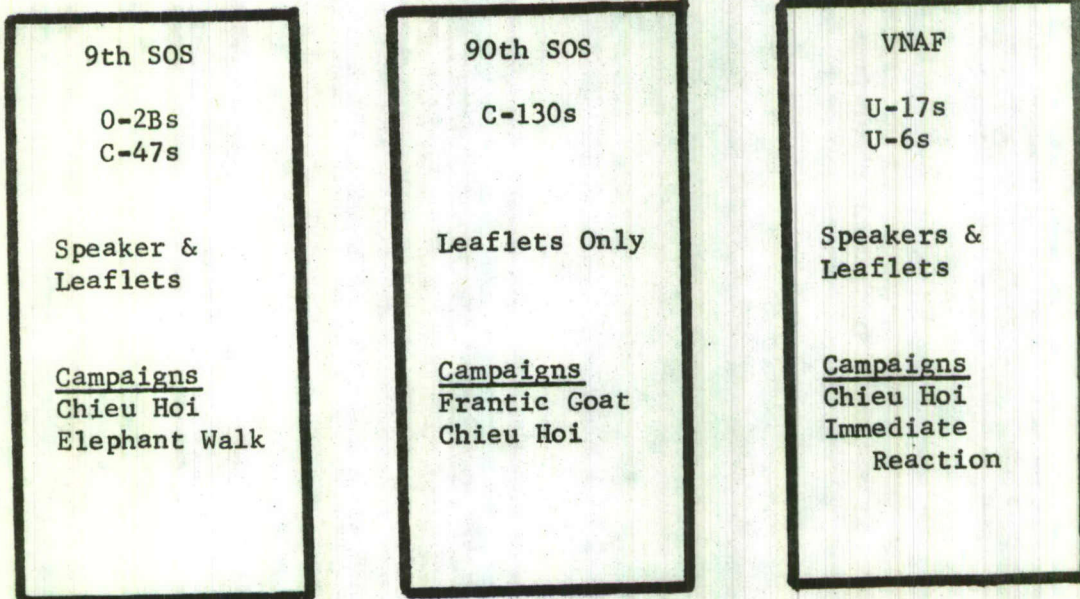 9th SOS
O-2Bs
C-47s
Speaker &
Leaflets
Campaigns
Chieu Hoi
Elephant Walk
90th SOS
C-130s
Leaflets Only
Campaigns
Frantic Goat
Chieu Hoi
VNAF
U-17s
U-6s
Speakers &
Leaflets
Campaigns
Chieu Hoi
Immediate
Reaction